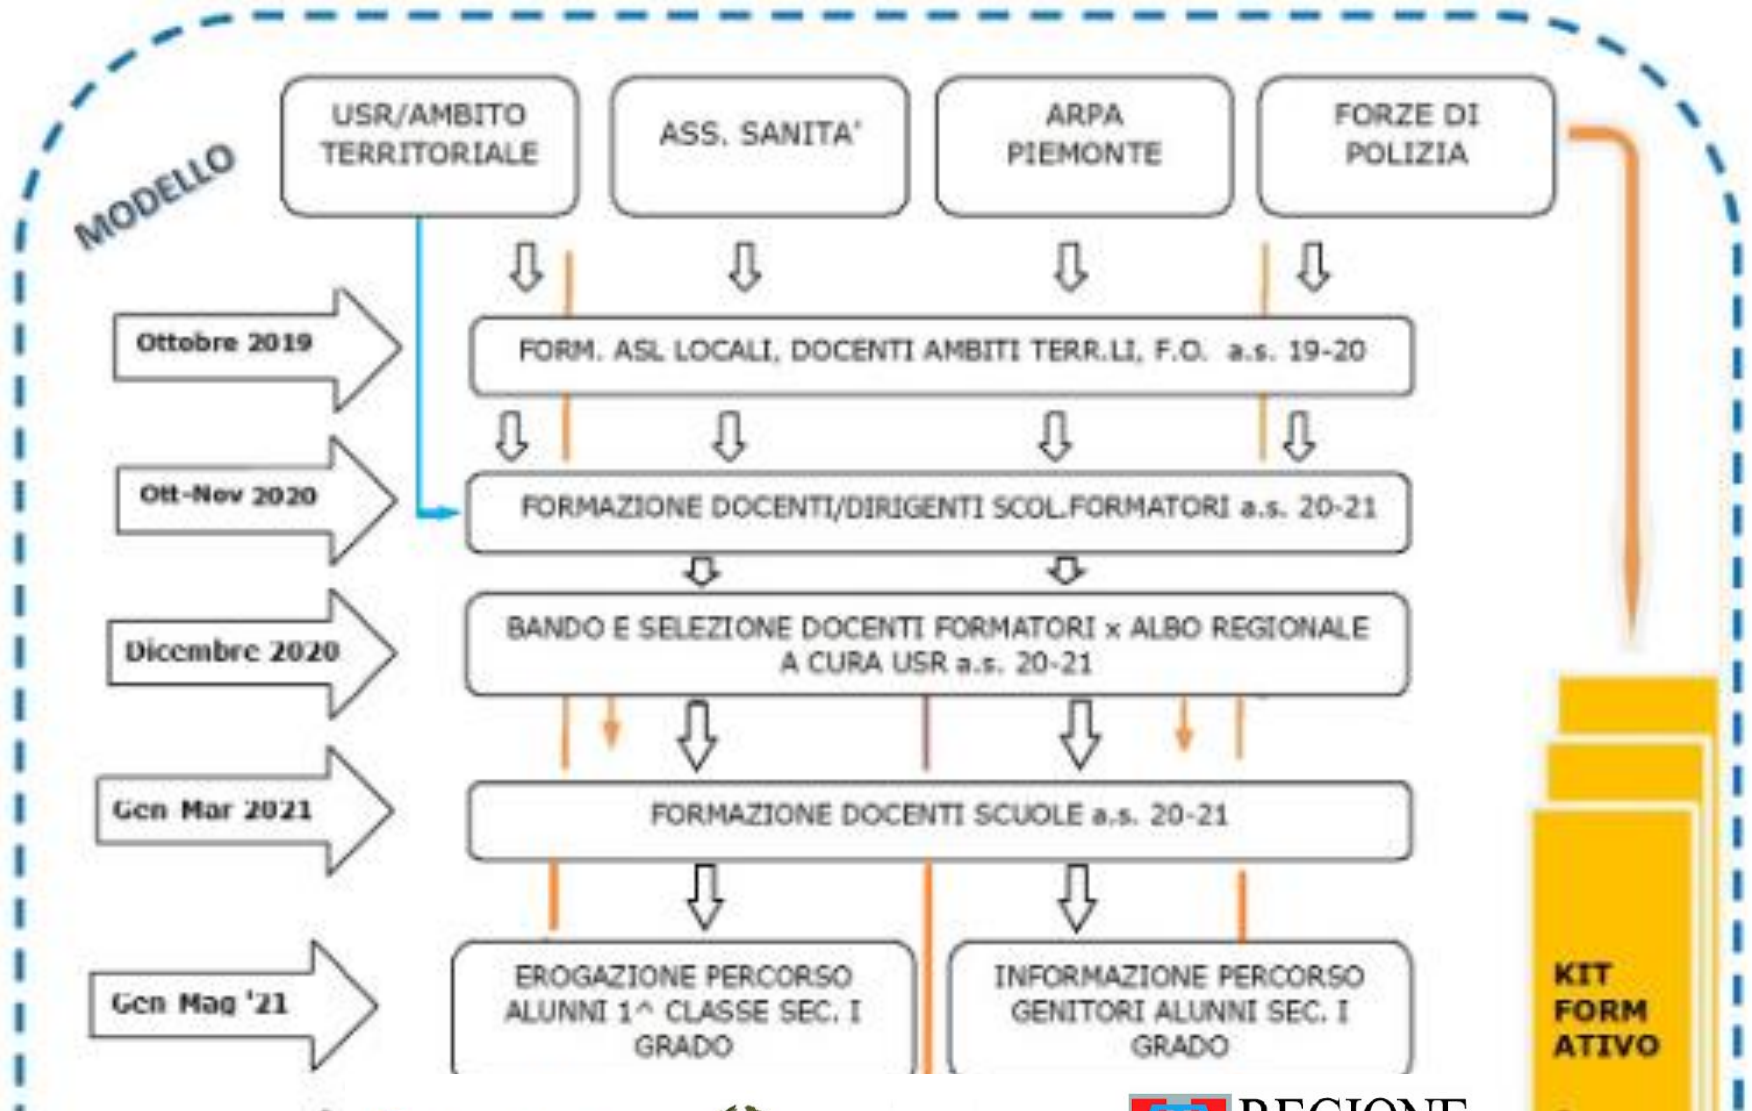 MODELLO
USR/AMBITO
TERRITORIALE
ASS. SANITA'
ARPA
PIEMONTE
FORZE DI
POLIZIA
Ottobre 2019
FORM. ASL LOCALI, DOCENTI AMBITI TERR.LI, F.O. a.s. 19-20
Ott-Nov 2020
FORMAZIONE DOCENTI/DIRIGENTI SCOL.FORMATORI a.s. 20-21
Dicembre 2020
BANDO E SELEZIONE DOCENTI FORMATORI x ALBO REGIONALE
A CURA USR a.s. 20-21
Gen Mar 2021
FORMAZIONE DOCENTI SCUOLE a.s. 20-21
Gen Mag '21
EROGAZIONE PERCORSO
ALUNNI 1^ CLASSE SEC. I
GRADO
INFORMAZIONE PERCORSO
GENITORI ALUNNI SEC. I
GRADO
KIT
FORM
ATIVO
REGIONE